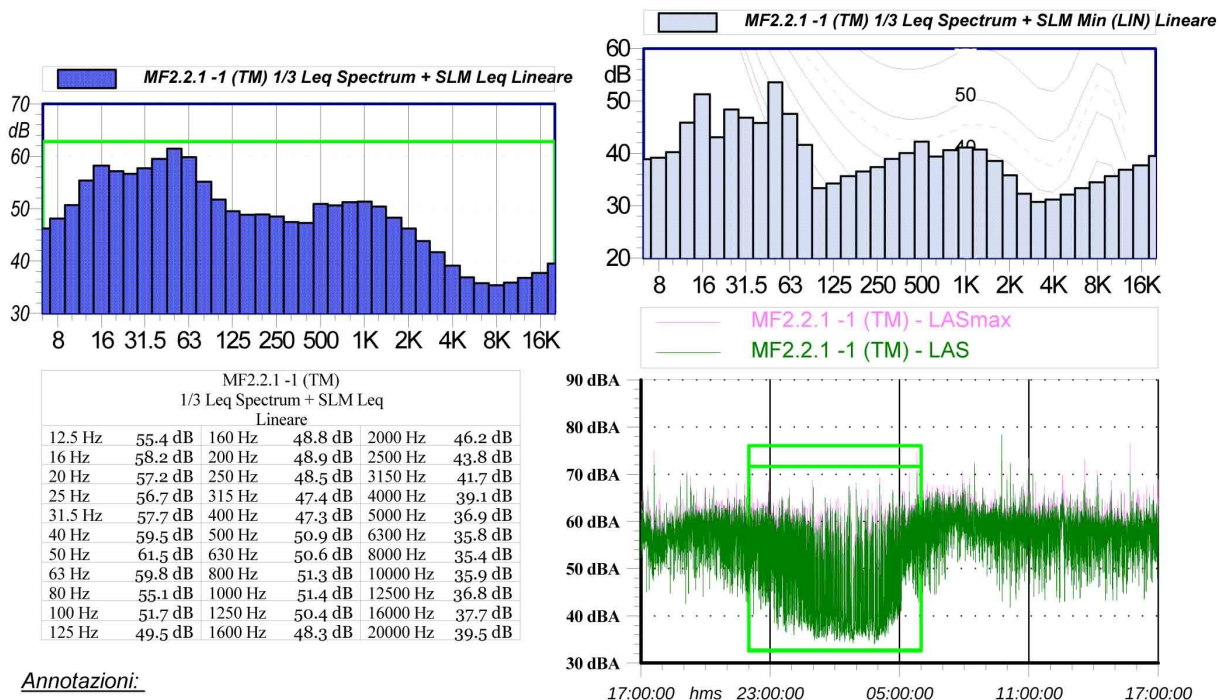 MF2.2.1 -1 (TM) 1/3 Leq Spectrum + SLM Leq Lineare
70
dB
60
50
40
30
8 16 31.5 63 125 250 500 1K 2K 4K 8K 16K
MF2.2.1 -1 (TM) 1/3 Leq Spectrum + SLM Min (LIN) Lineare
60
dB
50
40
30
20
50
40
8 16 31.5 63 125 250 500 1K 2K 4K 8K 16K
MF2.2.1 -1 (TM)
1/3 Leq Spectrum + SLM Leq
Lineare
12.5 Hz 55.4 dB 160 Hz 48.8 dB 2000 Hz 46.2 dB
16 Hz 58.2 dB 200 Hz 48.9 dB 2500 Hz 43.8 dB
20 Hz 57.2 dB 250 Hz 48.5 dB 3150 Hz 41.7 dB
25 Hz 56.7 dB 315 Hz 47.4 dB 4000 Hz 39.1 dB
31.5 Hz 57.7 dB 400 Hz 47.3 dB 5000 Hz 36.9 dB
40 Hz 59.5 dB 500 Hz 50.9 dB 6300 Hz 35.8 dB
50 Hz 61.5 dB 630 Hz 50.6 dB 8000 Hz 35.4 dB
63 Hz 59.8 dB 800 Hz 51.3 dB 10000 Hz 35.9 dB
80 Hz 55.1 dB 1000 Hz 51.4 dB 12500 Hz 36.8 dB
100 Hz 51.7 dB 1250 Hz 50.4 dB 16000 Hz 37.7 dB
125 Hz 49.5 dB 1600 Hz 48.3 dB 20000 Hz 39.5 dB
MF2.2.1 -1 (TM) - LASmax
MF2.2.1 -1 (TM) - LAS
90 dBA
80 dBA
70 dBA
60 dBA
50 dBA
40 dBA
30 dBA
17:00:00 hms 23:00:00 05:00:00 11:00:00 17:00:00
Annotazioni: